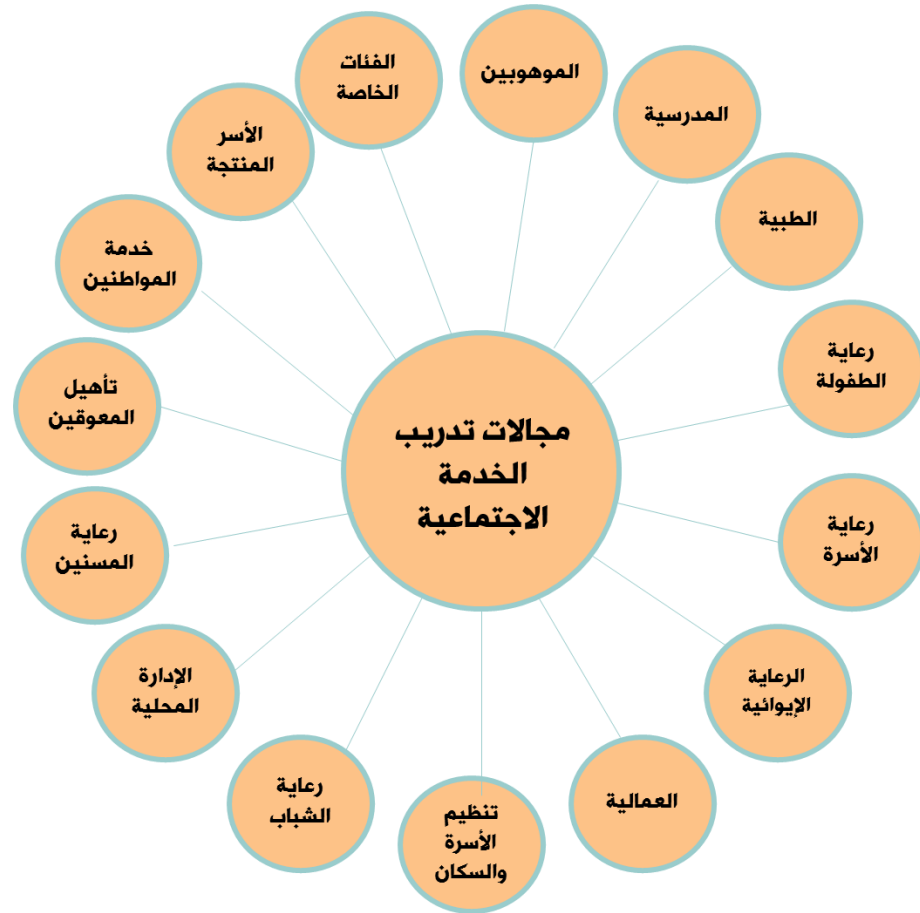 مجالات تدريب
الخدمة
الاجتماعية
الموهوبين
المدرسية
الطبية
رعاية
الطفولة
رعاية
الأسرة
الرعاية
الإيوائية
العمالية
تنظيم
الأسرة
والسكان
رعاية
الشباب
الإدارة
المحلية
رعاية
المسنين
تأهيل
المعوقين
خدمة
المواطنين
الأسر
المنتجة
الفئات
الخاصة